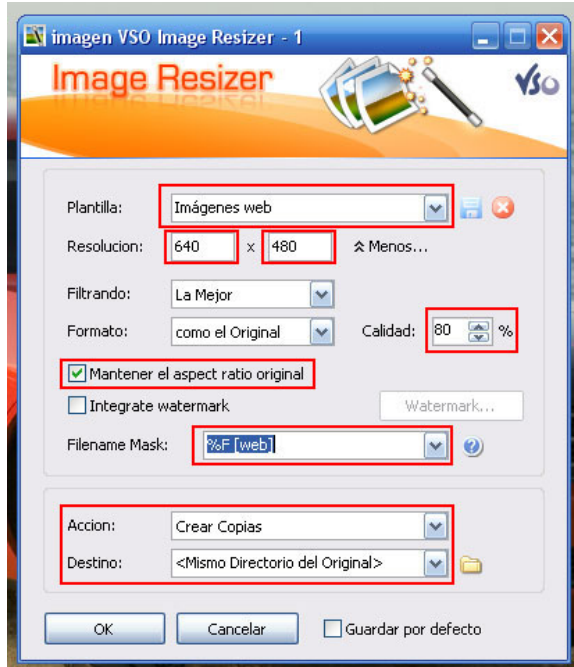 imagen VSO Image Resizer - 1
Image Resizer
VSO
Plantilla: Imágenes web
Resolucion: 640 x 480 Menos...
Filtrando: La Mejor
Formato: como el Original Calidad: 80 %
Mantener el aspect ratio original
Integrate watermark Watermark...
Filename Mask: %F [web]
Accion: Crear Copias
Destino: <Mismo Directorio del Original>
OK Cancelar Guardar por defecto